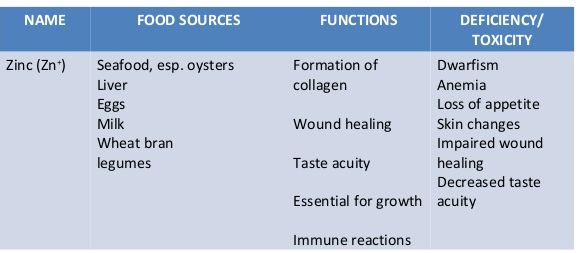 NAME
FOOD SOURCES
FUNCTIONS
DEFICIENCY/
TOXICITY
Zinc (Zn⁺)
Seafood, esp. oysters
Liver
Eggs
Milk
Wheat bran
legumes
Formation of
collagen
Wound healing
Taste acuity
Essential for growth
Immune reactions
Dwarfism
Anemia
Loss of appetite
Skin changes
Impaired wound
healing
Decreased taste
acuity